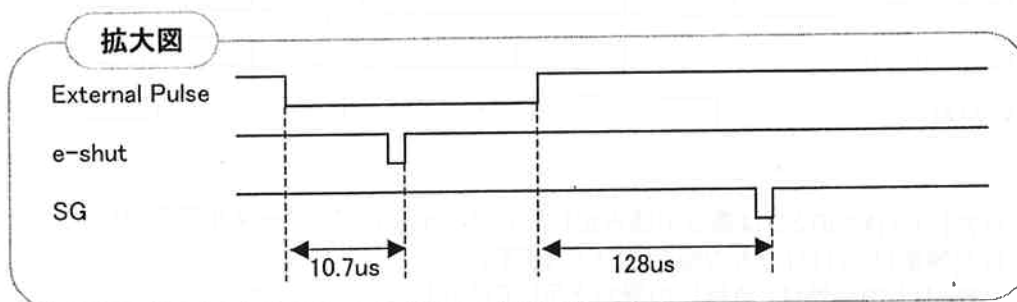 拡大図
External Pulse
e-shut
SG
10.7us
128us